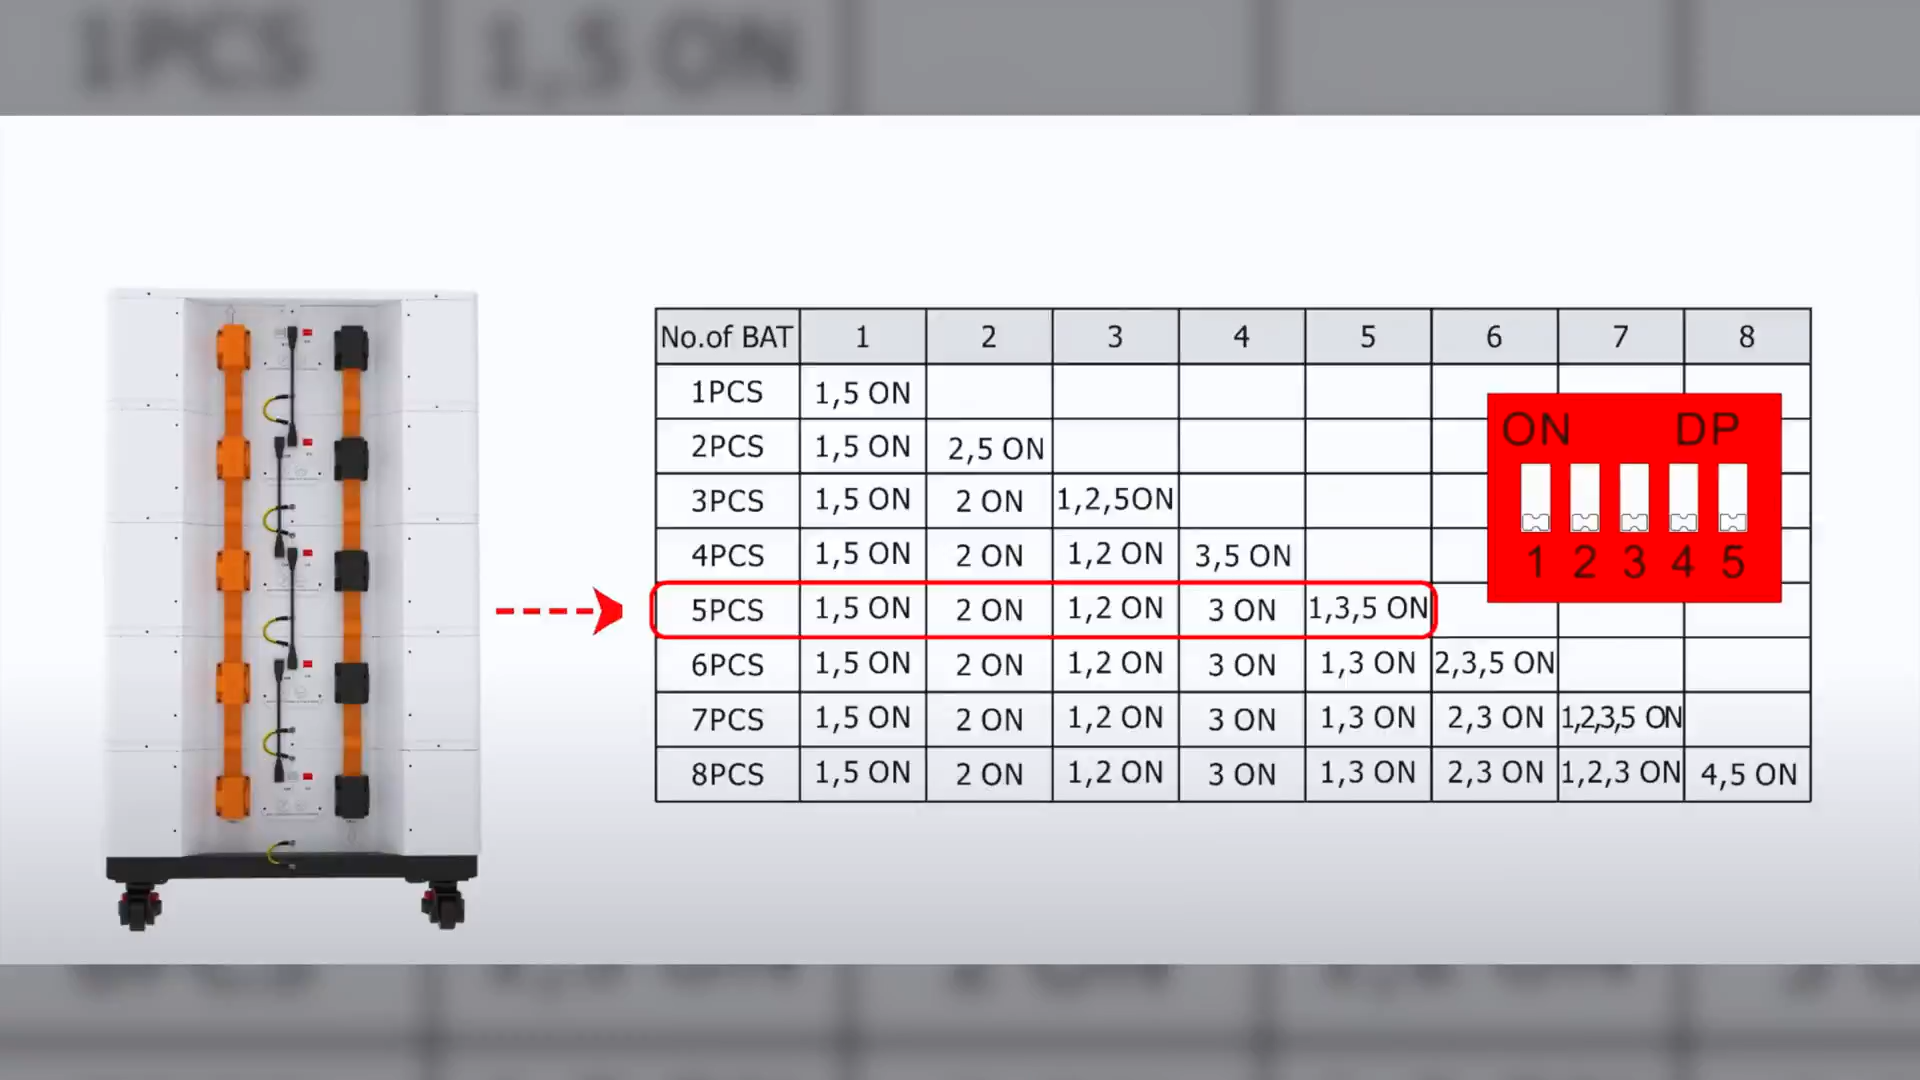 1PCS 1,5 ON
No.of BAT 1 2 3 4 5 6 7 8
1PCS 1,5 ON
2PCS 1,5 ON 2,5 ON
3PCS 1,5 ON 2 ON 1,2,5ON
4PCS 1,5 ON 2 ON 1,2 ON 3,5 ON
5PCS 1,5 ON 2 ON 1,2 ON 3 ON 1,3,5 ON
6PCS 1,5 ON 2 ON 1,2 ON 3 ON 1,3 ON 2,3,5 ON
7PCS 1,5 ON 2 ON 1,2 ON 3 ON 1,3 ON 2,3 ON 1,2,3,5 ON
8PCS 1,5 ON 2 ON 1,2 ON 3 ON 1,3 ON 2,3 ON 1,2,3 ON 4,5 ON
ON DP
1 2 3 4 5